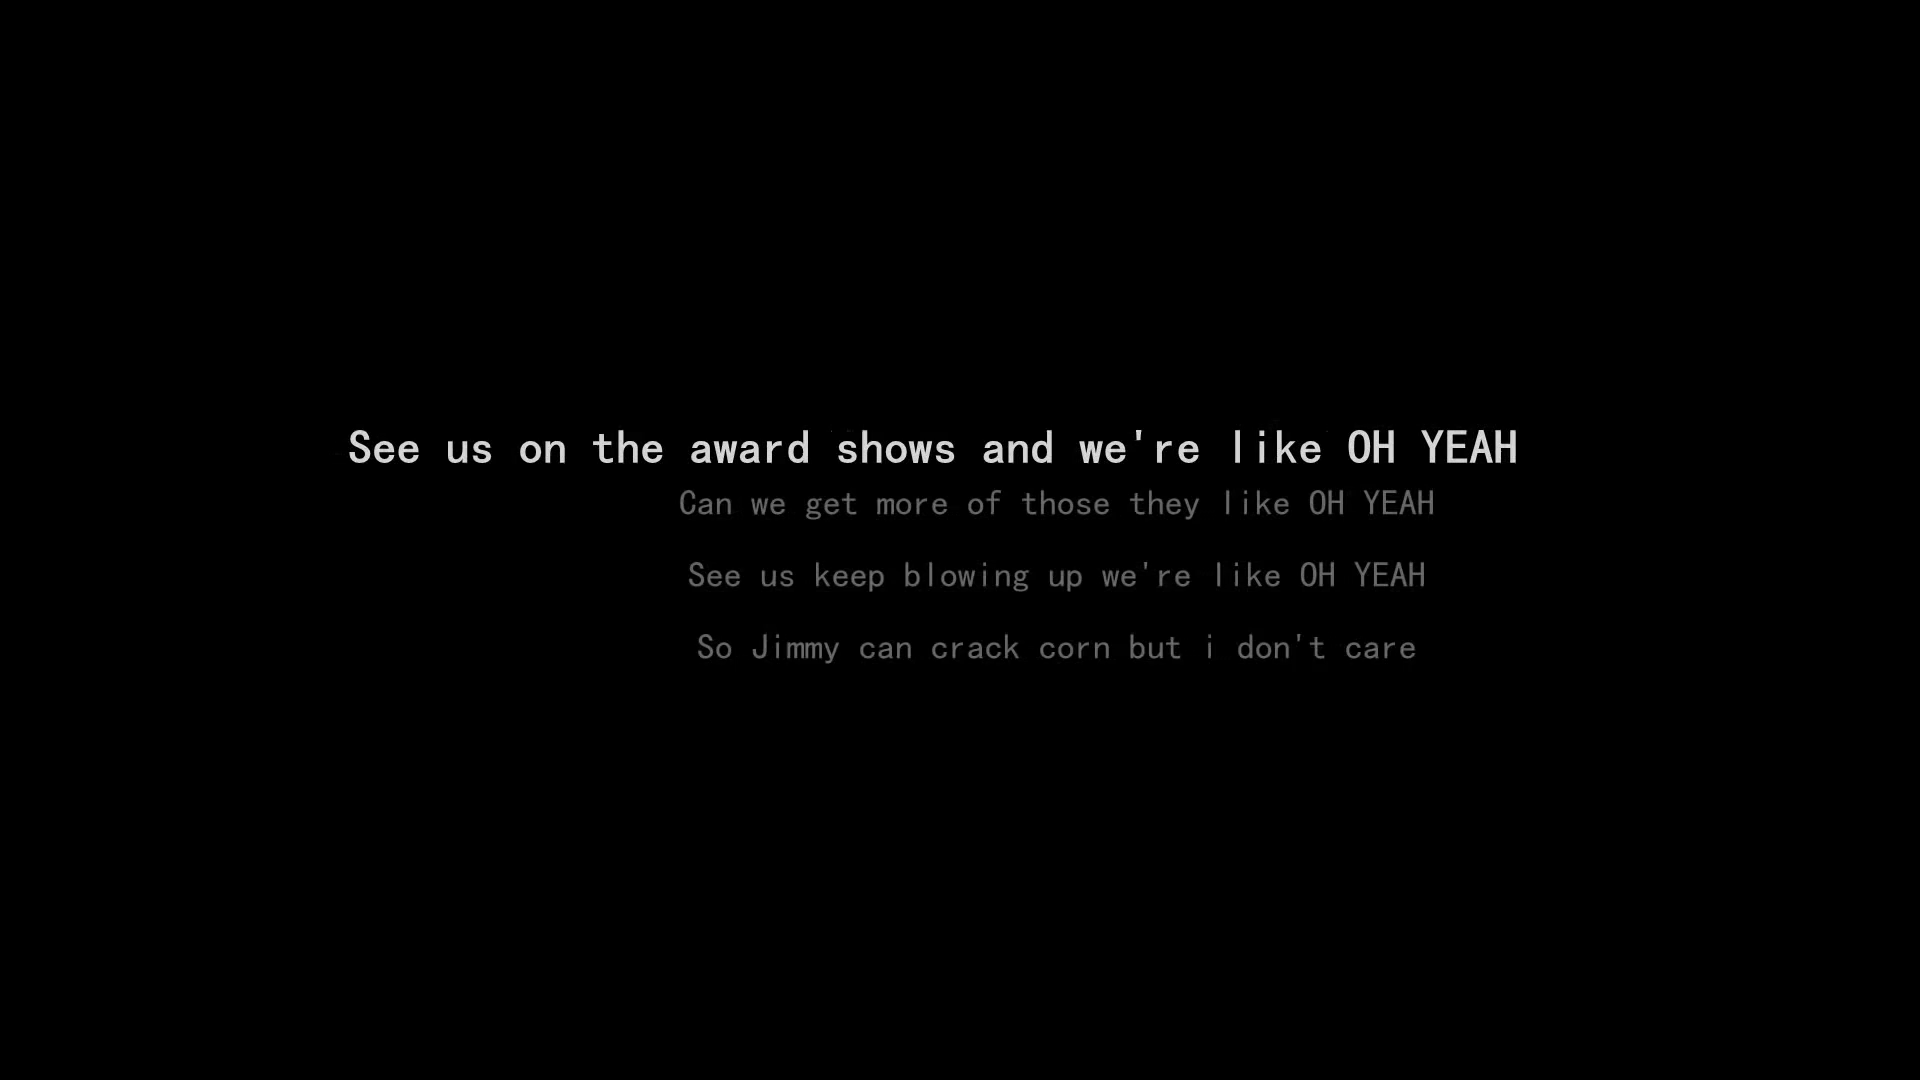 See us on the award shows and we're like OH YEAH
Can we get more of those they like OH YEAH
See us keep blowing up we're like OH YEAH
So Jimmy can crack corn but i don't care